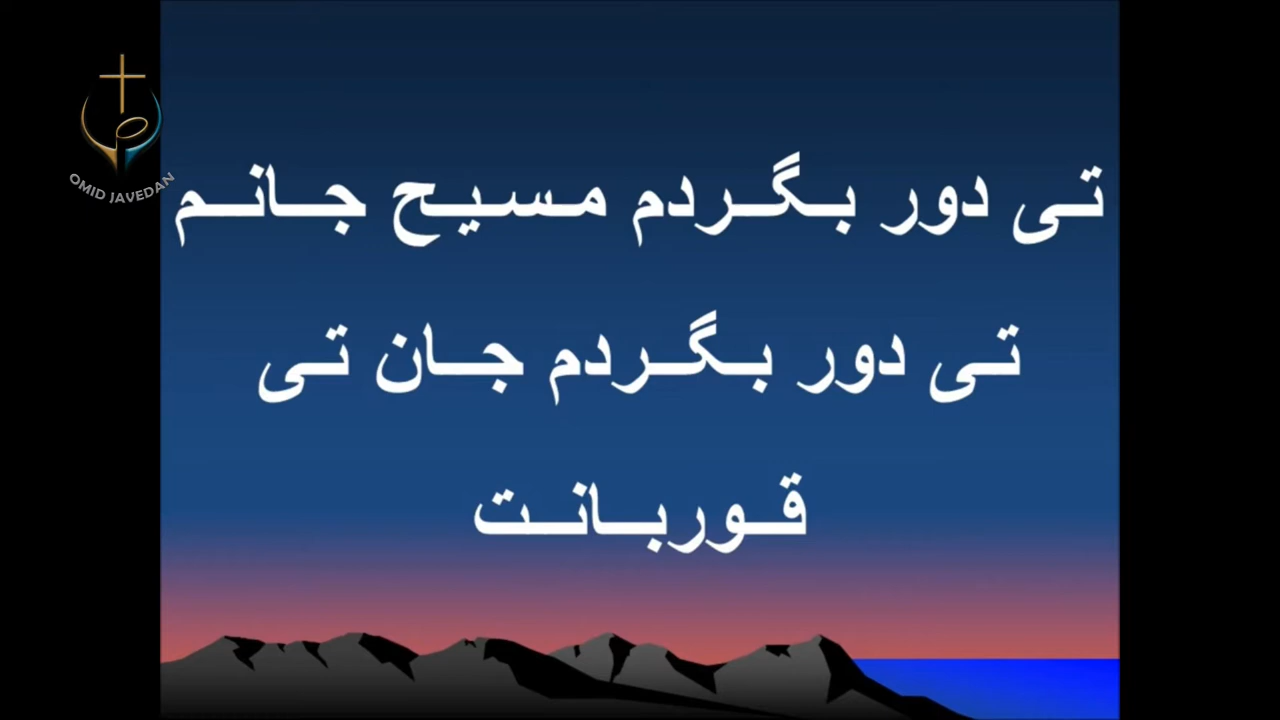 OMID JAVEDAN
تی دور بگردم مسیح جانم
تی دور بگردم جان تی
قوربانت